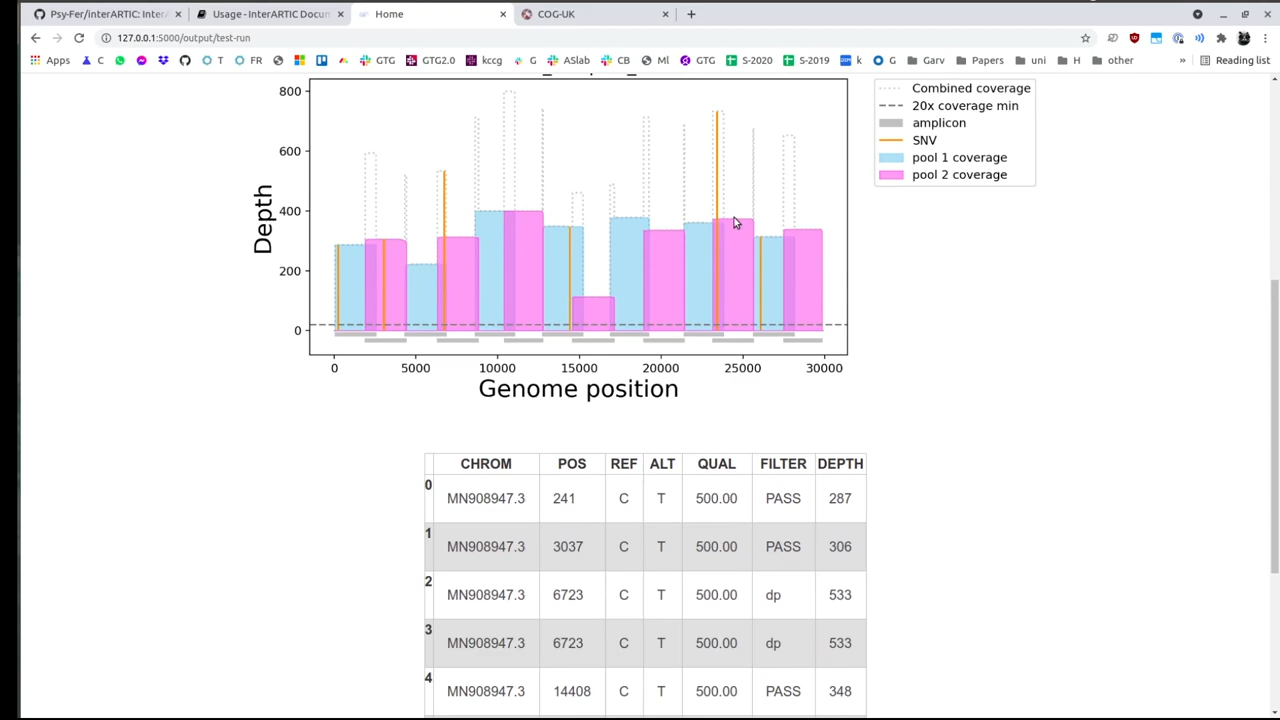 Psy-Fer/interARTIC: InterA
Usage - InterARTIC Docum
Home
COG-UK
127.0.0.1:5000/output/test-run
Apps C T FR GTG GTG2.0 kccg G Aslab CB Ml GTG S-2020 S-2019 k G Garv Papers uni H other » Reading list
800
600
400
200
0
Depth
0 5000 10000 15000 20000 25000 30000
Genome position
Combined coverage
20x coverage min
amplicon
SNV
pool 1 coverage
pool 2 coverage
CHROM POS REF ALT QUAL FILTER DEPTH
0 MN908947.3 241 C T 500.00 PASS 287
1 MN908947.3 3037 C T 500.00 PASS 306
2 MN908947.3 6723 C T 500.00 dp 533
3 MN908947.3 6723 C T 500.00 dp 533
4 MN908947.3 14408 C T 500.00 PASS 348